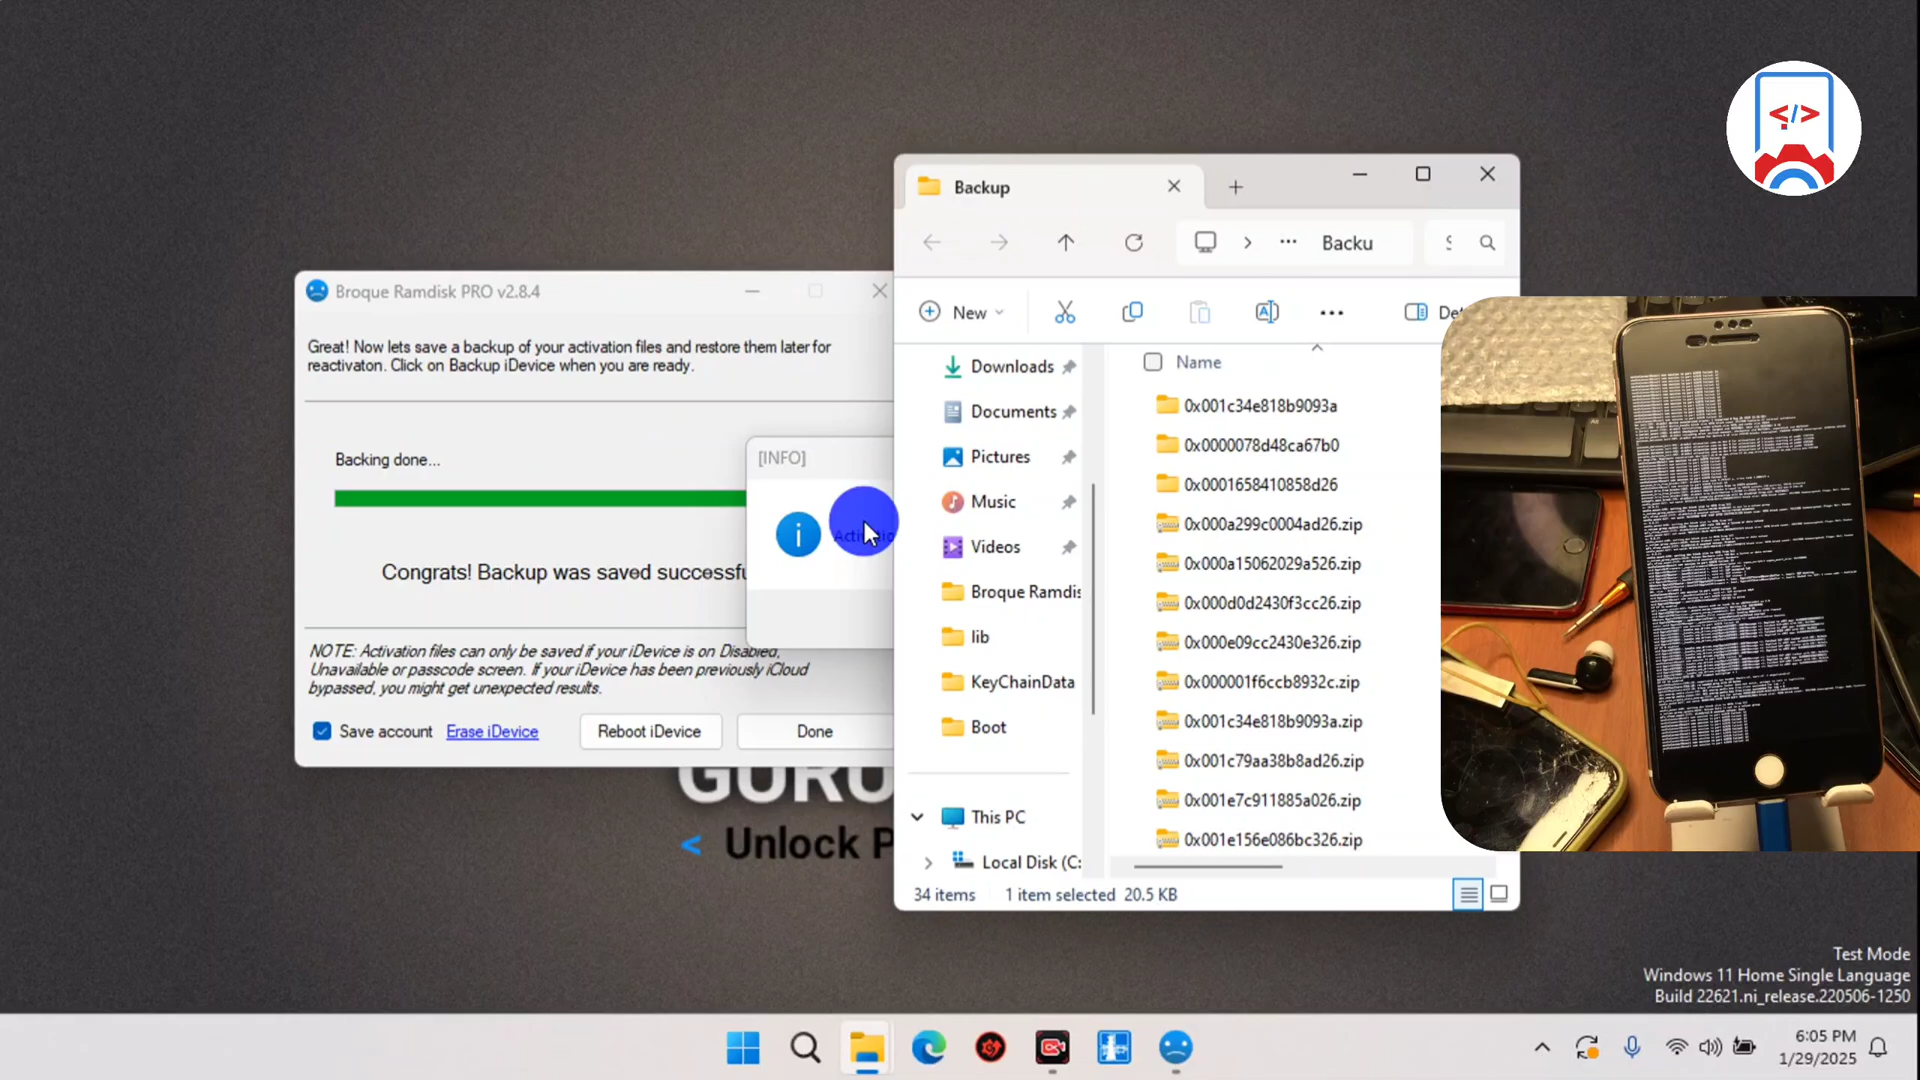 </>
Backup
Backu
Broque Ramdisk PRO v2.8.4
New
Great! Now lets save a backup of your activation files and restore them later for
reactivaton. Click on Backup iDevice when you are ready.
Name
Downloads
Documents
Pictures
Music
Videos
Broque Ramdis
lib
KeyChainData
Boot
This PC
Local Disk (C:
0x001c34e818b9093a
0x0000078d48ca67b0
0x0001658410858d26
0x000a299c0004ad26.zip
0x000a15062029a526.zip
0x000d0d2430f3cc26.zip
0x000e09cc2430e326.zip
0x000001f6ccb8932c.zip
0x001c34e818b9093a.zip
0x001c79aa38b8ad26.zip
0x001e7c911885a026.zip
0x001e156e086bc326.zip
34 items 1 item selected 20.5 KB
Backing done...
[INFO]
Congrats! Backup was saved successfu
NOTE: Activation files can only be saved if your iDevice is on Disabled,
Unavailable or passcode screen. If your iDevice has been previously iCloud
bypassed, you might get unexpected results.
Save account Erase iDevice Reboot iDevice Done
GURU
< Unlock P
Test Mode
Windows 11 Home Single Language
Build 22621.ni_release.220506-1250
6:05 PM
1/29/2025